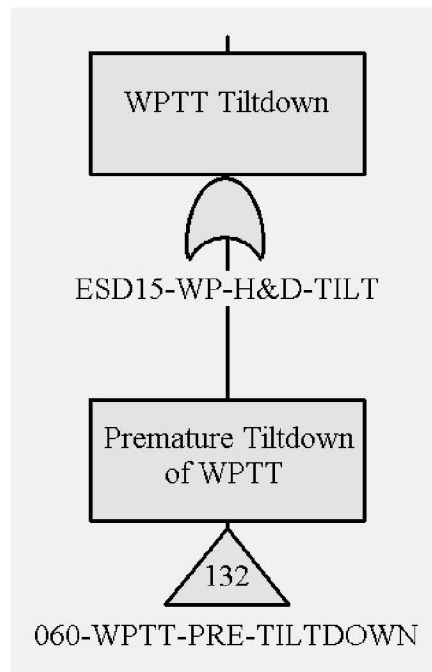 WPTT Tiltdown
ESD15-WP-H&D-TILT
Premature Tiltdown
of WPTT
132
060-WPTT-PRE-TILTDOWN